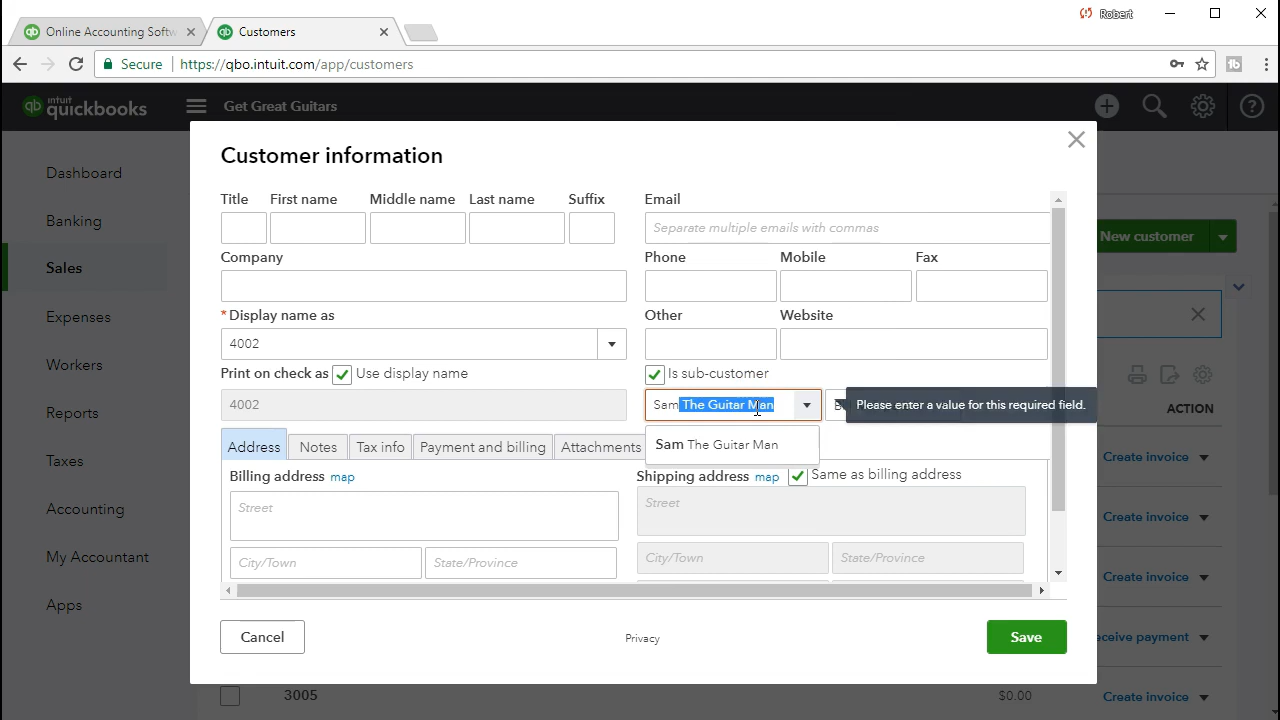 Robert
Online Accounting Softw
Customers
Secure https://qbo.intuit.com/app/customers
intuit
qb quickbooks
Get Great Guitars
Dashboard
Banking
Sales
Expenses
Workers
Reports
Taxes
Accounting
My Accountant
Apps
New customer
ACTION
Customer information
Title First name Middle name Last name Suffix Email
Separate multiple emails with commas
Company Phone Mobile Fax
* Display name as Other Website
4002
Print on check as Use display name Is sub-customer
4002 Sam The Guitar Man Please enter a value for this required field.
Sam The Guitar Man
Address Notes Tax info Payment and billing Attachments
Billing address map Shipping address map Same as billing address
Street Street
City/Town State/Province City/Town State/Province
Cancel Privacy Save
Create invoice
Create invoice
Create invoice
eceive payment
3005 $0.00 Create invoice